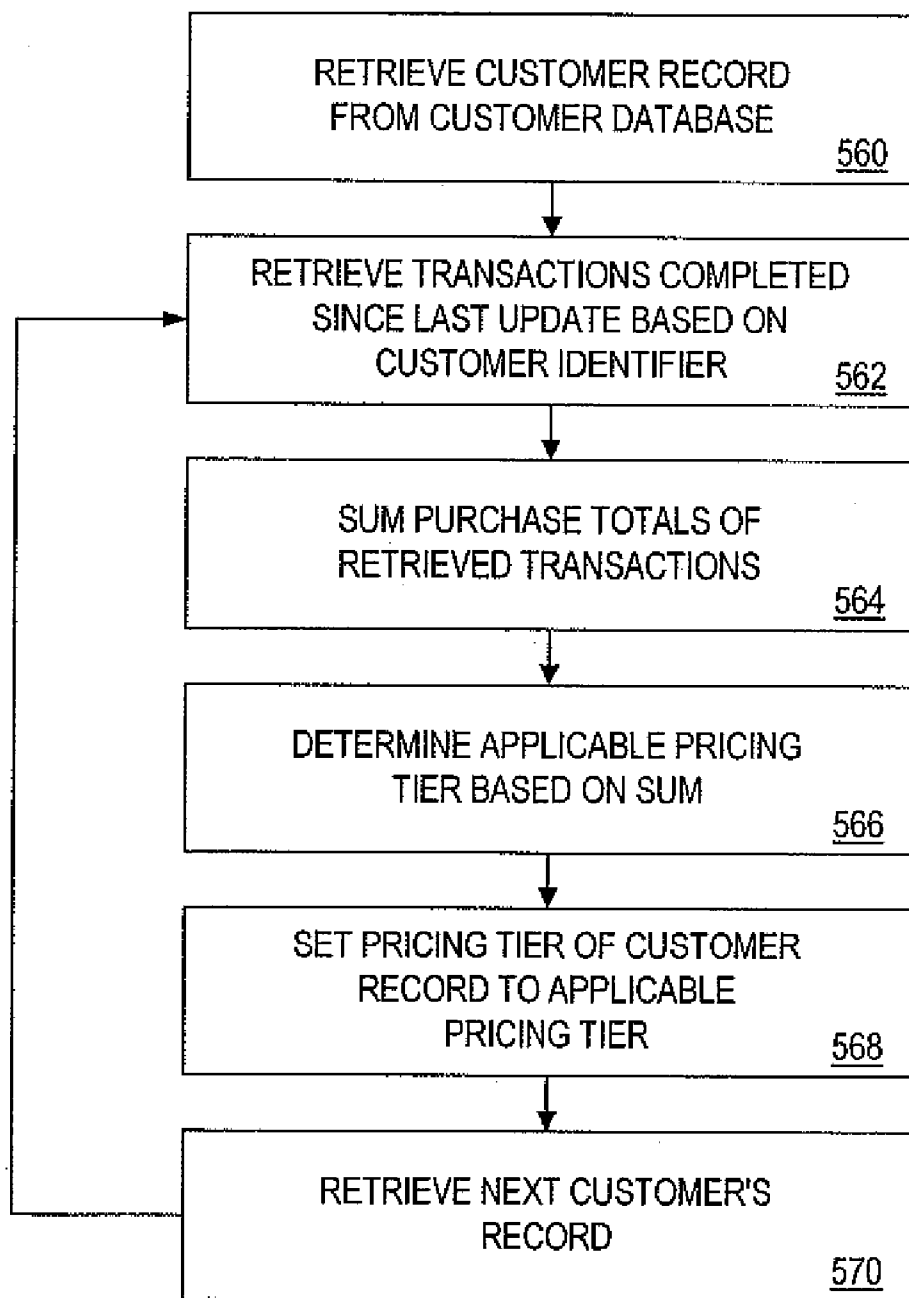 RETRIEVE CUSTOMER RECORD
FROM CUSTOMER DATABASE
560
RETRIEVE TRANSACTIONS COMPLETED
SINCE LAST UPDATE BASED ON
CUSTOMER IDENTIFIER
562
SUM PURCHASE TOTALS OF
RETRIEVED TRANSACTIONS
564
DETERMINE APPLICABLE PRICING
TIER BASED ON SUM
566
SET PRICING TIER OF CUSTOMER
RECORD TO APPLICABLE
PRICING TIER
568
RETRIEVE NEXT CUSTOMER'S
RECORD
570